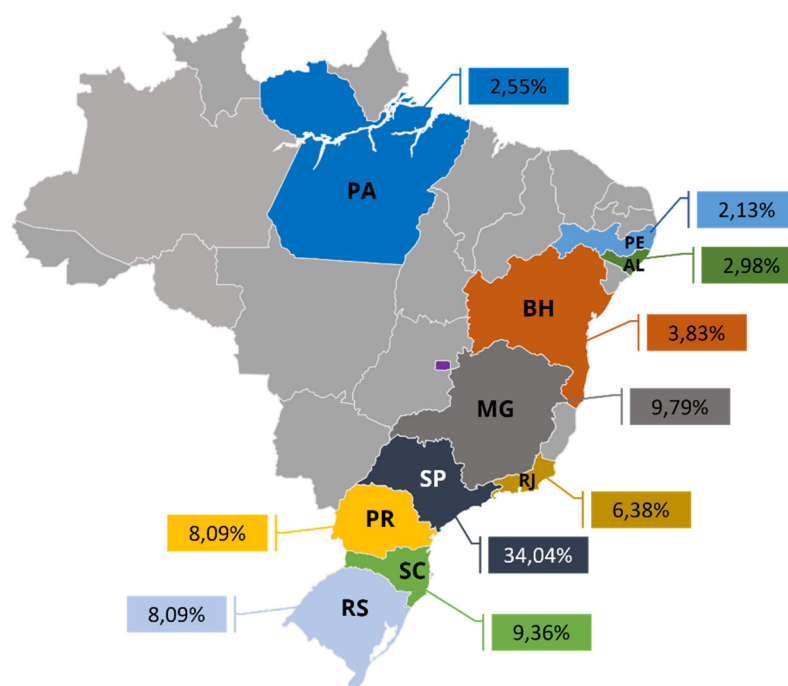 2,55%
PA
2,13%
PE
AL
2,98%
BH
3,83%
MG
9,79%
SP
RJ
6,38%
PR
8,09%
34,04%
SC
RS
8,09%
9,36%